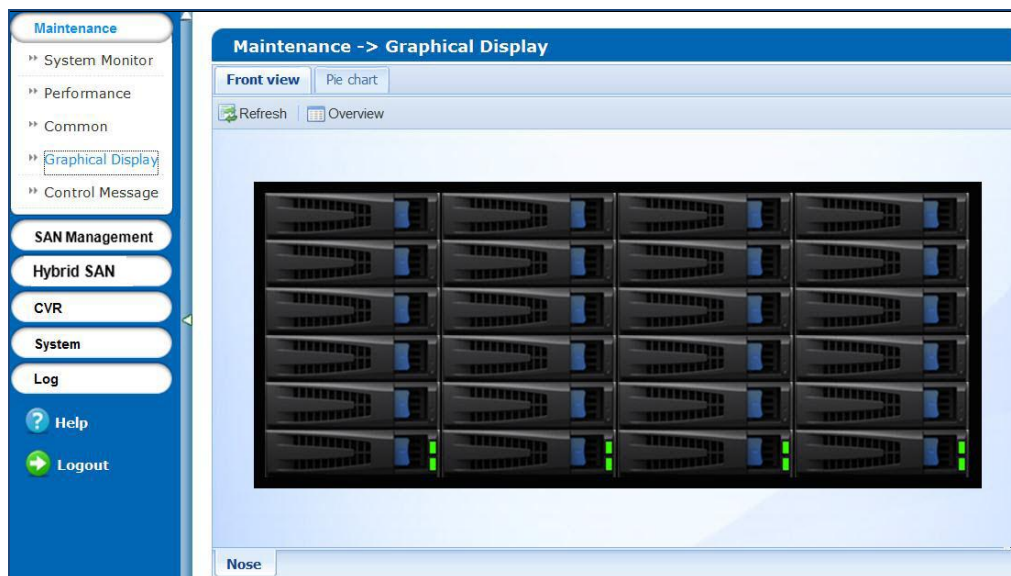 Maintenance
System Monitor
Performance
Common
Graphical Display
Control Message
SAN Management
Hybrid SAN
CVR
System
Log
Help
Logout
Maintenance -> Graphical Display
Front view Pie chart
Refresh Overview
Nose